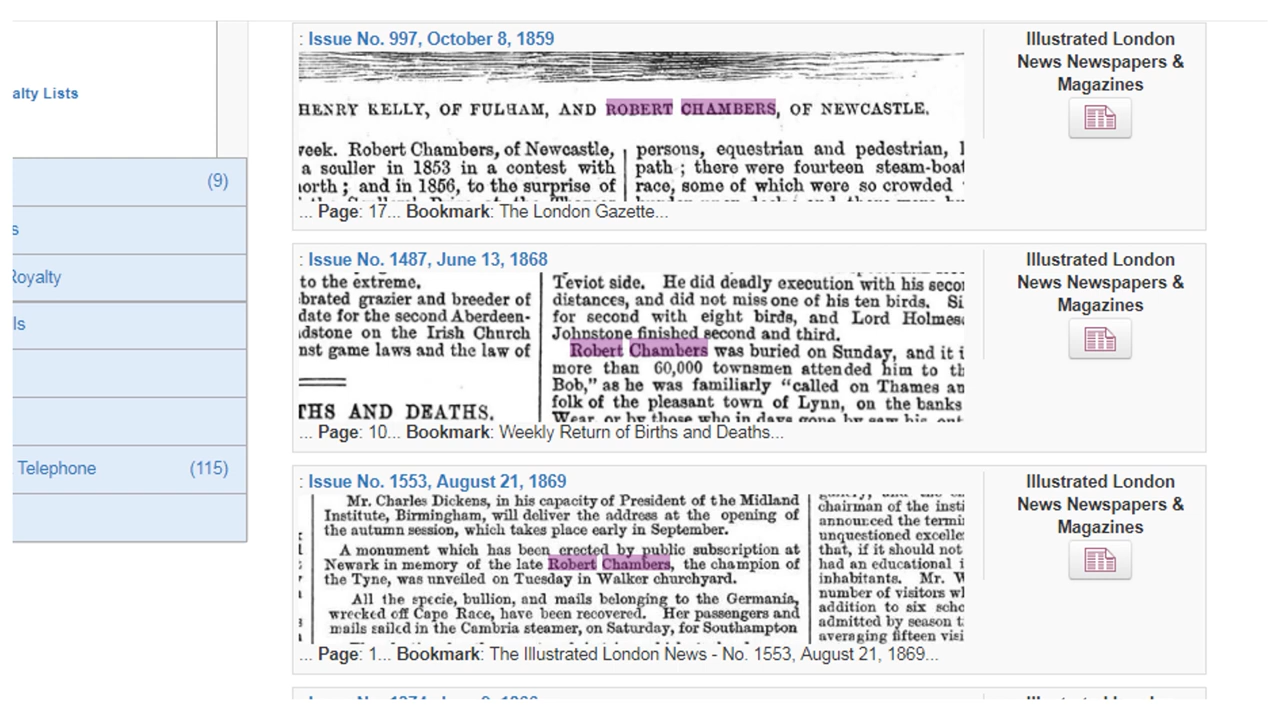 alty Lists
(9)
s
Royalty
ls
Telephone (115)
: Issue No. 997, October 8, 1859
HENRY KELLY, OF FULHAM, AND ROBERT CHAMBERS, OF NEWCASTLE.
week. Robert Chambers, of Newcastle,
a sculler in 1853 in a contest with
north ; and in 1856, to the surprise of
persons, equestrian and pedestrian,
path ; there were fourteen steam-boat
race, some of which were so crowded
... Page: 17... Bookmark: The London Gazette...
Illustrated London
News Newspapers &
Magazines
: Issue No. 1487, June 13, 1868
to the extreme.
brated grazier and breeder of
date for the second Aberdeen-
adstone on the Irish Church
nst game laws and the law of
THS AND DEATHS.
Teviot side. He did deadly execution with his secon
distances, and did not miss one of his ten birds. Si
for second with eight birds, and Lord Holmes
Johnstone finished second and third.
Robert Chambers was buried on Sunday, and it i
more than 60,000 townsmen attended him to th
Bob," as he was familiarly "called on Thames an
folk of the pleasant town of Lynn, on the banks
Wear, or by those who in days gone by saw his
... Page: 10... Bookmark: Weekly Return of Births and Deaths...
Illustrated London
News Newspapers &
Magazines
: Issue No. 1553, August 21, 1869
Mr. Charles Dickens, in his capacity of President of the Midland
Institute, Birmingham, will deliver the address at the opening of
the autumn session, which takes place early in September.
A monument which has been erected by public subscription at
Newark in memory of the late Robert Chambers, the champion of
the Tyne, was unveiled on Tuesday in Walker churchyard.
All the specie, bullion, and mails belonging to the Germania,
wrecked off Cape Race, have been recovered. Her passengers and
mails sailed in the Cambria steamer, on Saturday, for Southampton
chairman of the insti
announced the termi
unquestioned excelle
that, if it should not
had an educational i
inhabitants. Mr. W
number of visitors wh
addition to six scho
admitted by season t
averaging fifteen visi
... Page: 1... Bookmark: The Illustrated London News - No. 1553, August 21, 1869...
Illustrated London
News Newspapers &
Magazines